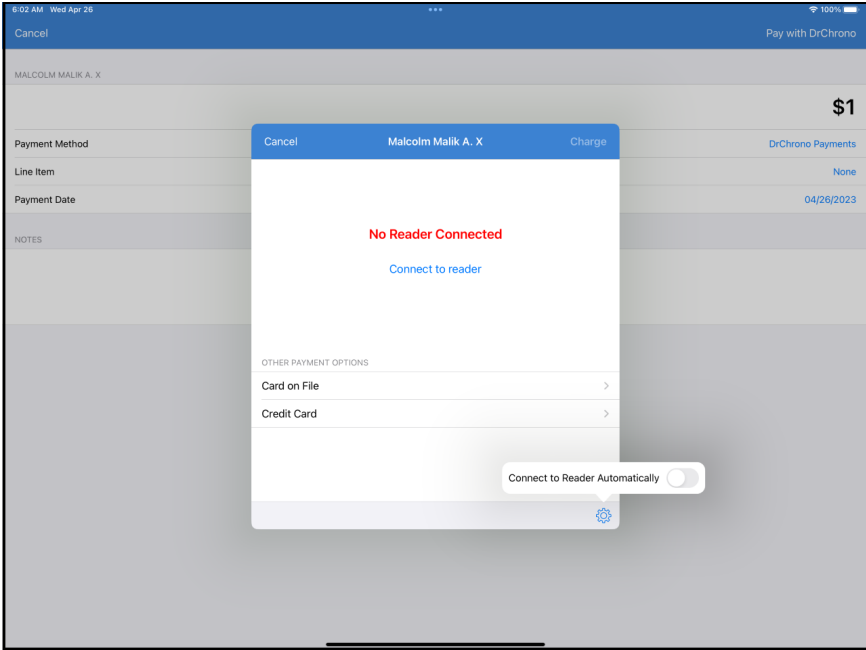 6:02 AM Wed Apr 26
100%
Cancel
Pay with DrChrono
MALCOLM MALIK A. X
$1
Payment Method
DrChrono Payments
Line Item
None
Payment Date
04/26/2023
NOTES
Cancel
Malcolm Malik A. X
Charge
No Reader Connected
Connect to reader
OTHER PAYMENT OPTIONS
Card on File
Credit Card
Connect to Reader Automatically